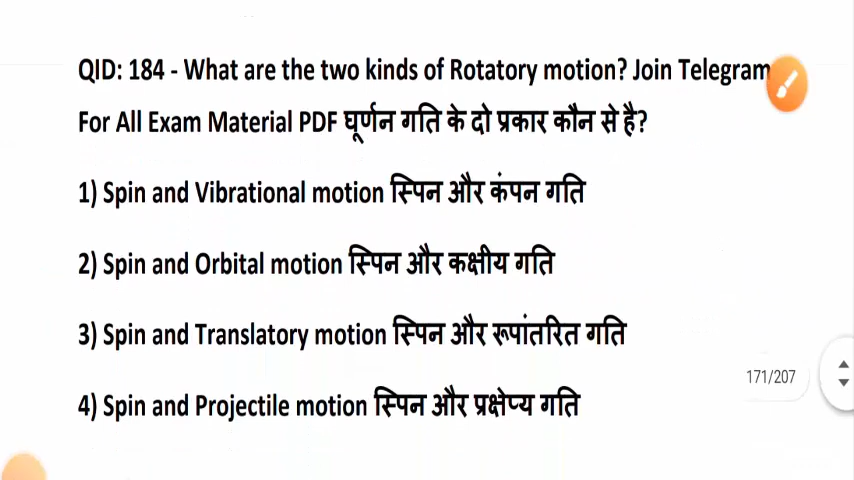 QID: 184 - What are the two kinds of Rotatory motion? Join Telegram
For All Exam Material PDF घूर्णन गति के दो प्रकार कौन से है?
1) Spin and Vibrational motion स्पिन और कंपन गति
2) Spin and Orbital motion स्पिन और कक्षीय गति
3) Spin and Translatory motion स्पिन और रूपांतरित गति
4) Spin and Projectile motion स्पिन और प्रक्षेप्य गति
171/207